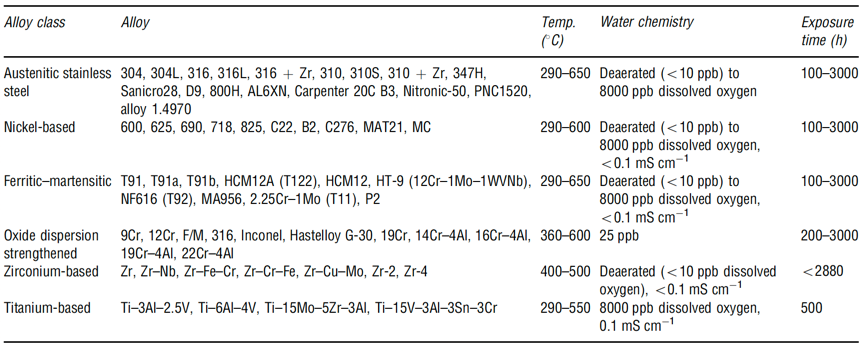 Alloy class Alloy Temp. (°C) Water chemistry Exposure time (h)
Austenitic stainless steel 304, 304L, 316, 316L, 316 + Zr, 310, 310S, 310 + Zr, 347H, Sanicro28, D9, 800H, AL6XN, Carpenter 20C B3, Nitronic-50, PNC1520, alloy 1.4970 290–650 Deaerated (<10 ppb) to 8000 ppb dissolved oxygen 100–3000
Nickel-based 600, 625, 690, 718, 825, C22, B2, C276, MAT21, MC 290–600 Deaerated (<10 ppb) to 8000 ppb dissolved oxygen, <0.1 mS cm⁻¹ 100–3000
Ferritic–martensitic T91, T91a, T91b, HCM12A (T122), HCM12, HT-9 (12Cr–1Mo–1WVNb), NF616 (T92), MA956, 2.25Cr–1Mo (T11), P2 290–650 Deaerated (<10 ppb) to 8000 ppb dissolved oxygen, <0.1 mS cm⁻¹ 100–3000
Oxide dispersion strengthened 9Cr, 12Cr, F/M, 316, Inconel, Hastelloy G-30, 19Cr, 14Cr–4Al, 16Cr–4Al, 19Cr–4Al, 22Cr–4Al 360–600 25 ppb 200–3000
Zirconium-based Zr, Zr–Nb, Zr–Fe–Cr, Zr–Cr–Fe, Zr–Cu–Mo, Zr-2, Zr-4 400–500 Deaerated (<10 ppb dissolved oxygen), <0.1 mS cm⁻¹ <2880
Titanium-based Ti–3Al–2.5V, Ti–6Al–4V, Ti–15Mo–5Zr–3Al, Ti–15V–3Al–3Sn–3Cr 290–550 8000 ppb dissolved oxygen, 0.1 mS cm⁻¹ 500